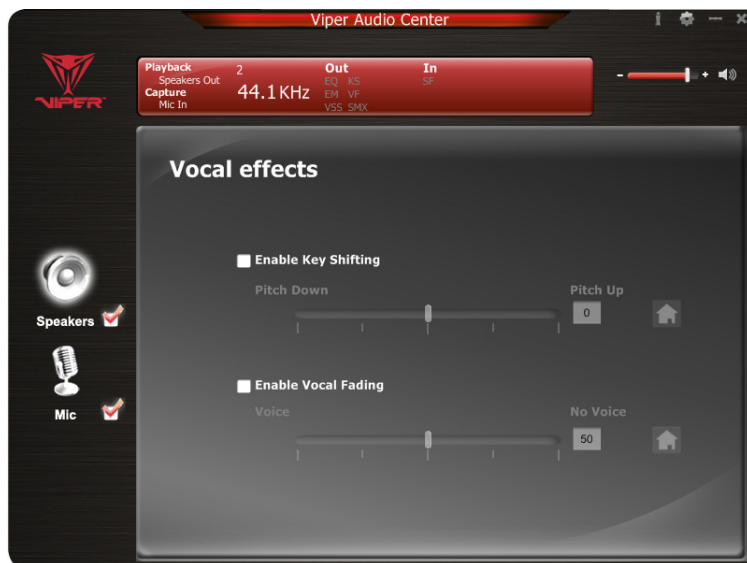 Viper Audio Center
VIPER
Playback 2 Out In
Speakers Out EQ KS SF
Capture 44.1KHz EM VF
Mic In VSS SMX
- +
Vocal effects
Enable Key Shifting
Pitch Down Pitch Up
0
Speakers
Enable Vocal Fading
Mic
Voice No Voice
50